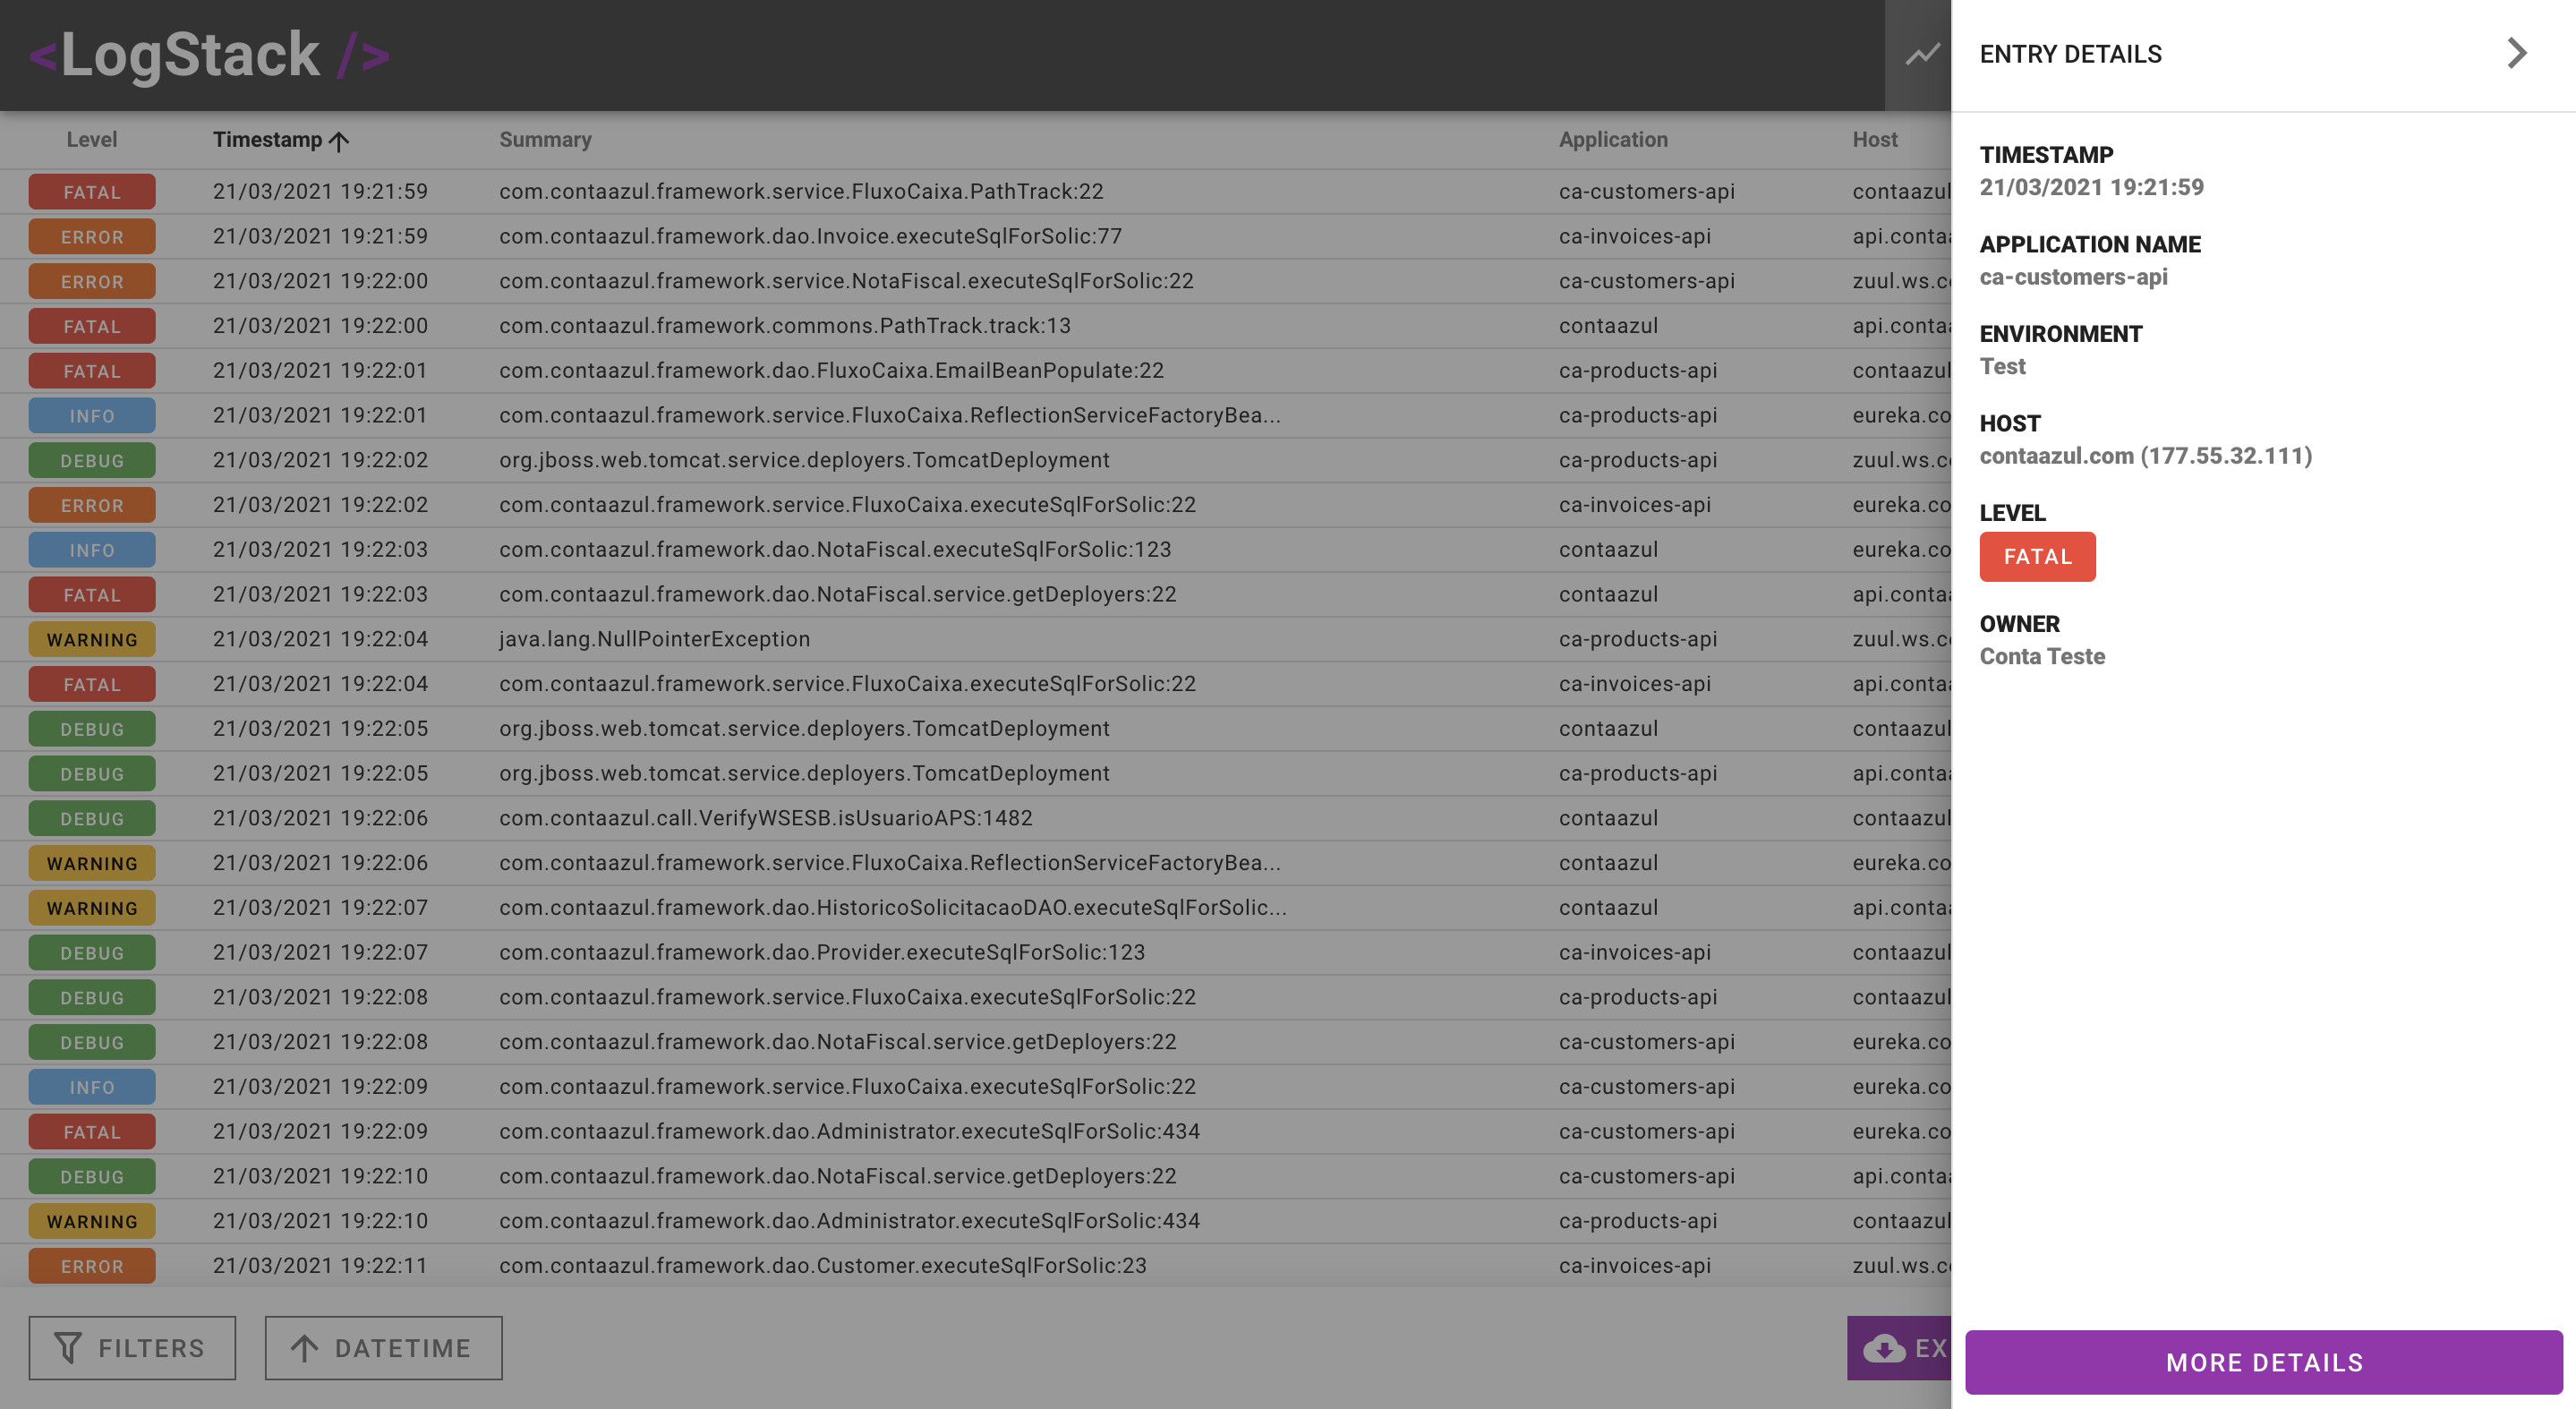 <LogStack />
Level Timestamp Summary Application Host
FATAL 21/03/2021 19:21:59 com.contaazul.framework.service.FluxoCaixa.PathTrack:22 ca-customers-api contaazul
ERROR 21/03/2021 19:21:59 com.contaazul.framework.dao.Invoice.executeSqlForSolic:77 ca-invoices-api api.conta
ERROR 21/03/2021 19:22:00 com.contaazul.framework.service.NotaFiscal.executeSqlForSolic:22 ca-customers-api zuul.ws.c
FATAL 21/03/2021 19:22:00 com.contaazul.framework.commons.PathTrack.track:13 contaazul api.conta
FATAL 21/03/2021 19:22:01 com.contaazul.framework.dao.FluxoCaixa.EmailBeanPopulate:22 ca-products-api contaazul
INFO 21/03/2021 19:22:01 com.contaazul.framework.service.FluxoCaixa.ReflectionServiceFactoryBea... ca-products-api eureka.co
DEBUG 21/03/2021 19:22:02 org.jboss.web.tomcat.service.deployers.TomcatDeployment ca-products-api zuul.ws.c
ERROR 21/03/2021 19:22:02 com.contaazul.framework.service.FluxoCaixa.executeSqlForSolic:22 ca-invoices-api eureka.co
INFO 21/03/2021 19:22:03 com.contaazul.framework.dao.NotaFiscal.executeSqlForSolic:123 contaazul eureka.co
FATAL 21/03/2021 19:22:03 com.contaazul.framework.dao.NotaFiscal.service.getDeployers:22 contaazul api.conta
WARNING 21/03/2021 19:22:04 java.lang.NullPointerException ca-products-api zuul.ws.c
FATAL 21/03/2021 19:22:04 com.contaazul.framework.service.FluxoCaixa.executeSqlForSolic:22 ca-invoices-api api.conta
DEBUG 21/03/2021 19:22:05 org.jboss.web.tomcat.service.deployers.TomcatDeployment contaazul contaazul
DEBUG 21/03/2021 19:22:05 org.jboss.web.tomcat.service.deployers.TomcatDeployment ca-products-api api.conta
DEBUG 21/03/2021 19:22:06 com.contaazul.call.VerifyWSESB.isUsuarioAPS:1482 contaazul contaazul
WARNING 21/03/2021 19:22:06 com.contaazul.framework.service.FluxoCaixa.ReflectionServiceFactoryBea... contaazul eureka.co
WARNING 21/03/2021 19:22:07 com.contaazul.framework.dao.HistoricoSolicitacaoDAO.executeSqlForSolic... contaazul api.conta
DEBUG 21/03/2021 19:22:07 com.contaazul.framework.dao.Provider.executeSqlForSolic:123 ca-invoices-api contaazul
DEBUG 21/03/2021 19:22:08 com.contaazul.framework.service.FluxoCaixa.executeSqlForSolic:22 ca-products-api contaazul
DEBUG 21/03/2021 19:22:08 com.contaazul.framework.dao.NotaFiscal.service.getDeployers:22 ca-customers-api eureka.co
INFO 21/03/2021 19:22:09 com.contaazul.framework.service.FluxoCaixa.executeSqlForSolic:22 ca-customers-api eureka.co
FATAL 21/03/2021 19:22:09 com.contaazul.framework.dao.Administrator.executeSqlForSolic:434 ca-customers-api eureka.co
DEBUG 21/03/2021 19:22:10 com.contaazul.framework.dao.NotaFiscal.service.getDeployers:22 ca-customers-api api.conta
WARNING 21/03/2021 19:22:10 com.contaazul.framework.dao.Administrator.executeSqlForSolic:434 ca-products-api contaazul
ERROR 21/03/2021 19:22:11 com.contaazul.framework.dao.Customer.executeSqlForSolic:23 ca-invoices-api zuul.ws.c
FILTERS DATETIME EX
ENTRY DETAILS
TIMESTAMP
21/03/2021 19:21:59
APPLICATION NAME
ca-customers-api
ENVIRONMENT
Test
HOST
contaazul.com (177.55.32.111)
LEVEL
FATAL
OWNER
Conta Teste
MORE DETAILS